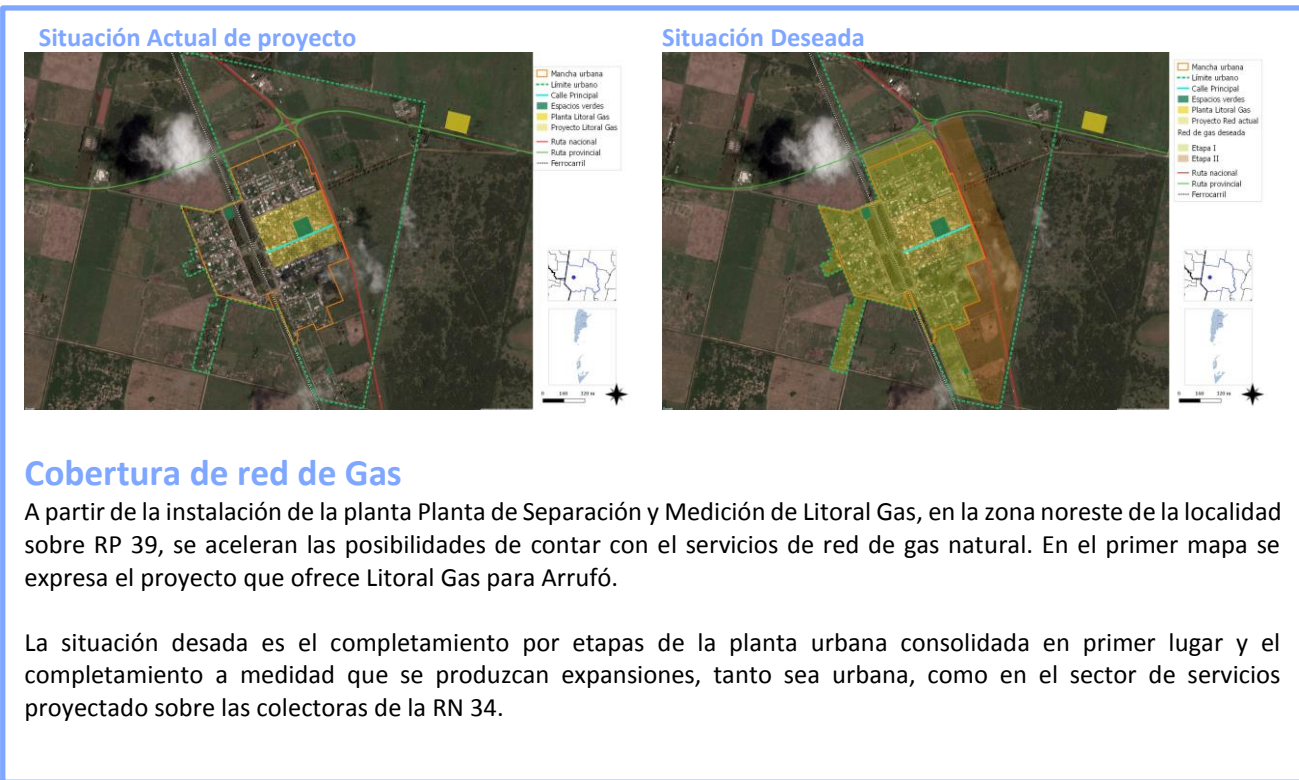 Situación Actual de proyecto
Mancha urbana
Límite urbano
Calle Principal
Espacios verdes
Planta Litoral Gas
Proyecto Litoral Gas
Ruta nacional
Ruta provincial
Ferrocarril
0 160 320 m
Situación Deseada
Mancha urbana
Límite urbano
Calle Principal
Espacios verdes
Planta Litoral Gas
Proyecto Red actual
Red de gas deseada
Etapa I
Etapa II
Ruta nacional
Ruta provincial
Ferrocarril
0 160 320 m
Cobertura de red de Gas
A partir de la instalación de la planta Planta de Separación y Medición de Litoral Gas, en la zona noreste de la localidad
sobre RP 39, se aceleran las posibilidades de contar con el servicios de red de gas natural. En el primer mapa se
expresa el proyecto que ofrece Litoral Gas para Arrufó.
La situación desada es el completamiento por etapas de la planta urbana consolidada en primer lugar y el
completamiento a medidad que se produzcan expansiones, tanto sea urbana, como en el sector de servicios
proyectado sobre las colectoras de la RN 34.